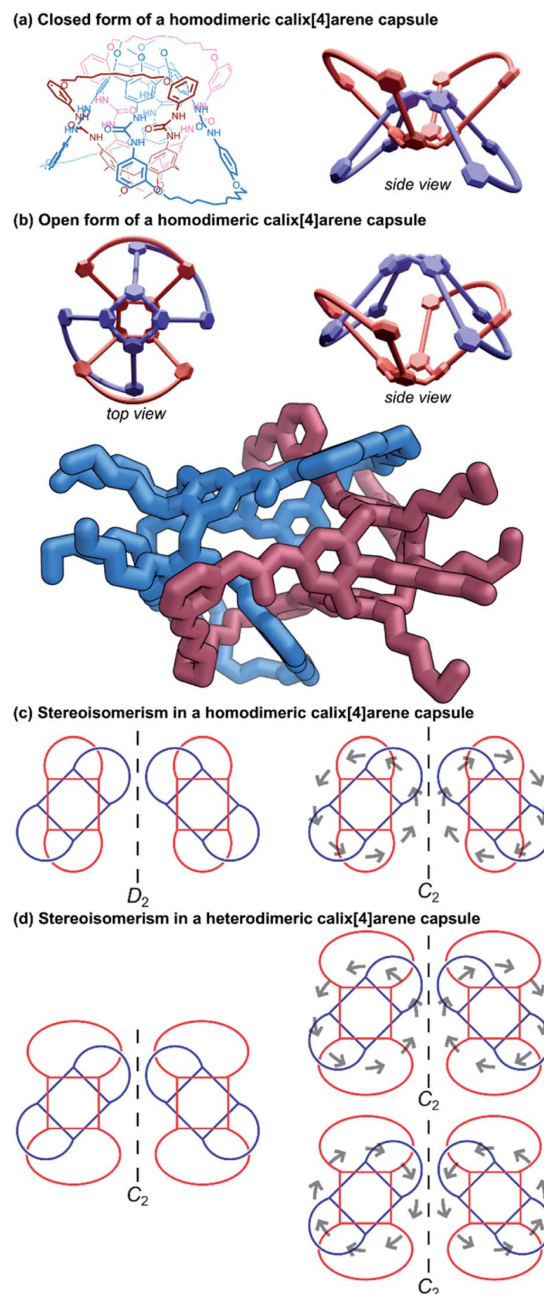 (a) Closed form of a homodimeric calix[4]arene capsule
side view
(b) Open form of a homodimeric calix[4]arene capsule
top view
side view
(c) Stereoisomerism in a homodimeric calix[4]arene capsule
D2
C2
(d) Stereoisomerism in a heterodimeric calix[4]arene capsule
C2
C2
C2